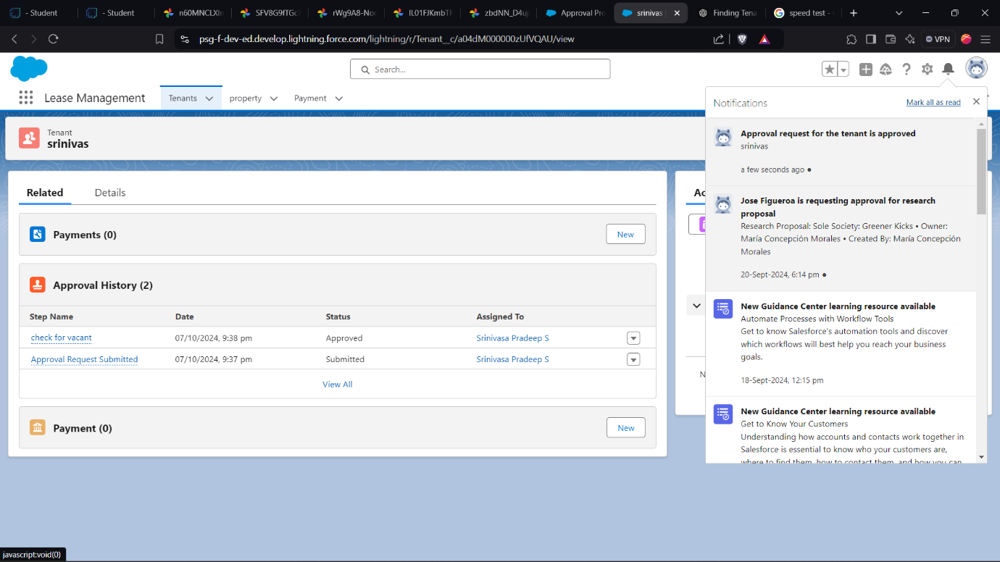 - Student
- Student
n60MNCLXIm
SFV8G9fTGc7
rWg9A8-Noc
IL01FJKmbTH
zbdNN_D4uj
Approval Pro
srinivas
Finding Tena
speed test -
psg-f-dev-ed.develop.lightning.force.com/lightning/r/Tenant__c/a04dM000000zUfVQAU/view
VPN
Search...
Lease Management
Tenants
property
Payment
Notifications
Mark all as read
Tenant
srinivas
Approval request for the tenant is approved
srinivas
a few seconds ago •
Related
Details
Ac
Jose Figueroa is requesting approval for research
proposal
Research Proposal: Sole Society: Greener Kicks • Owner:
María Concepción Morales • Created By: María Concepción
Morales
20-Sept-2024, 6:14 pm •
Payments (0)
New
Approval History (2)
Step Name
Date
Status
Assigned To
check for vacant
07/10/2024, 9:38 pm
Approved
Srinivasa Pradeep S
Approval Request Submitted
07/10/2024, 9:37 pm
Submitted
Srinivasa Pradeep S
View All
New Guidance Center learning resource available
Automate Processes with Workflow Tools
Get to know Salesforce's automation tools and discover
which workflows will best help you reach your business
goals.
18-Sept-2024, 12:15 pm
N
Payment (0)
New
New Guidance Center learning resource available
Get to Know Your Customers
Understanding how accounts and contacts work together in
Salesforce is essential to know who your customers are,
where to find them, how to contact them, and how you can
javascript:void(0)